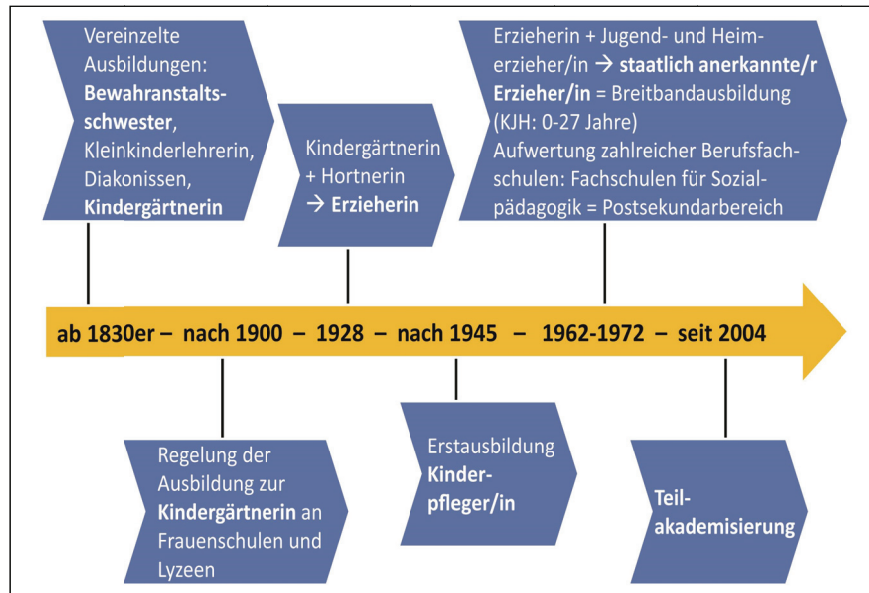 Vereinzelte
Ausbildungen:
Bewahranstalts-
schwester,
Kleinkinderlehrerin,
Diakonissen,
Kindergärtnerin
Kindergärtnerin
+ Hortnerin
→ Erzieherin
Erzieherin + Jugend- und Heim-
erzieher/in → staatlich anerkannte/r
Erzieher/in = Breitbandausbildung
(KJH: 0-27 Jahre)
Aufwertung zahlreicher Berufsfach-
schulen: Fachschulen für Sozial-
pädagogik = Postsekundarbereich
ab 1830er – nach 1900 – 1928 – nach 1945 – 1962-1972 – seit 2004
Regelung der
Ausbildung zur
Kindergärtnerin an
Frauenschulen und
Lyzeen
Erstausbildung
Kinder-
pfleger/in
Teil-
akademisierung